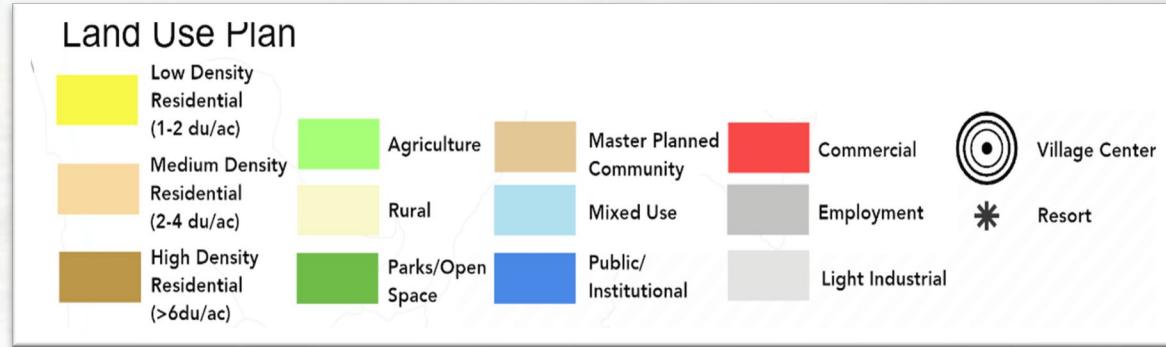 Land Use Plan
Low Density
Residential
(1-2 du/ac)
Medium Density
Residential
(2-4 du/ac)
High Density
Residential
(>6du/ac)
Agriculture
Rural
Parks/Open
Space
Master Planned
Community
Mixed Use
Public/
Institutional
Commercial
Employment
Light Industrial
Village Center
Resort